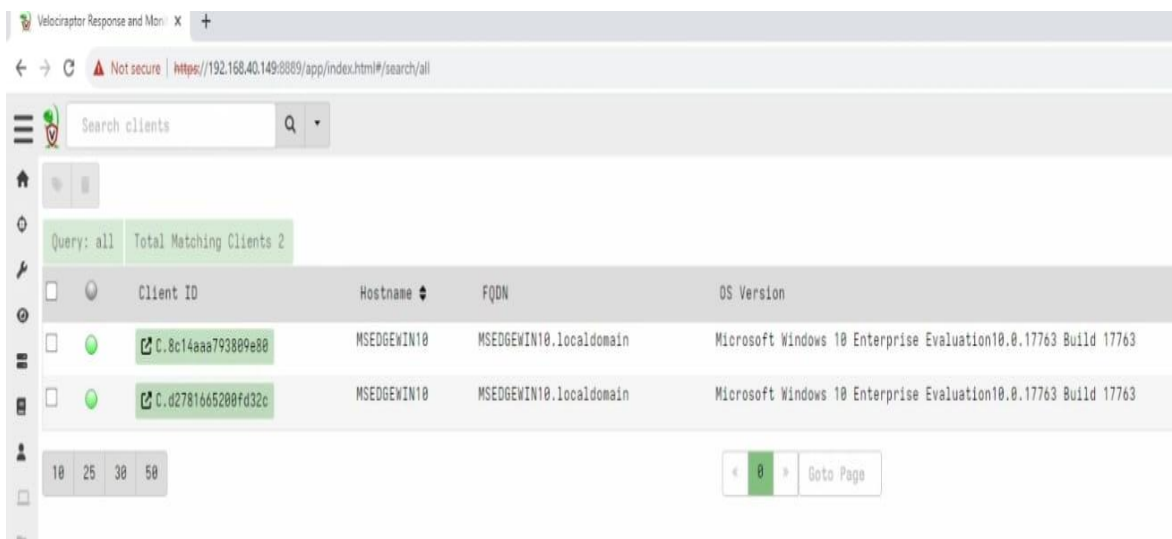 Velociraptor Response and Moni X +
Not secure | https://192.168.40.149:8889/app/index.html#/search/all
Search clients
Query: all Total Matching Clients 2
Client ID Hostname FQDN OS Version
C.8c14aaa793809e80 MSEDGEWIN10 MSEDGEWIN10.localdomain Microsoft Windows 10 Enterprise Evaluation10.0.17763 Build 17763
C.d2781665200fd32c MSEDGEWIN10 MSEDGEWIN10.localdomain Microsoft Windows 10 Enterprise Evaluation10.0.17763 Build 17763
10 25 30 50 « 0 » Goto Page